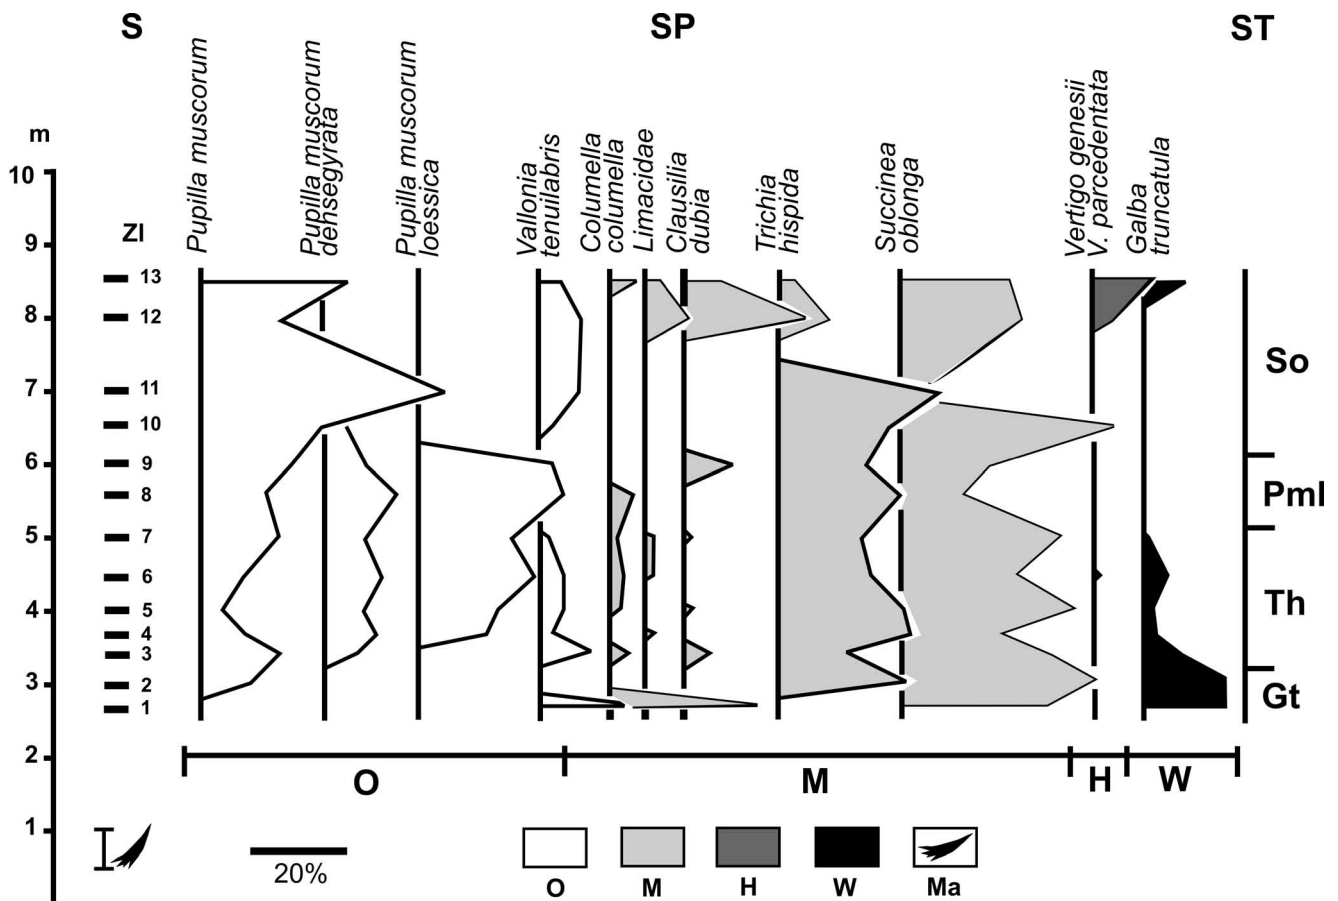 S
SP
ST
Pupilla muscorum
Pupilla muscorum
dehsegyrata
Pupilla muscorum
loessica
Vallonia
tenuilabris
Columella
columella
Limacidae
Clausilia
dubia
Trichia
hispida
Succinea
oblonga
Vertigo genesii
V. parcedentata
Galba
truncatula
m
10
9
8
7
6
5
4
3
2
1
Zl
13
12
11
10
9
8
7
6
5
4
3
2
1
So
Pml
Th
Gt
O
M
H
W
20%
O
M
H
W
Ma